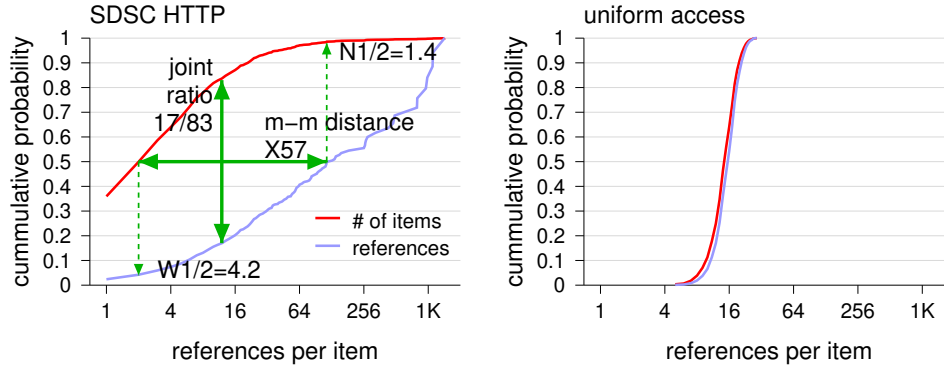 SDSC HTTP
cummulative probability
1
0.9
0.8
0.7
0.6
0.5
0.4
0.3
0.2
0.1
0
joint
ratio
17/83
N1/2=1.4
m−m distance
X57
# of items
references
W1/2=4.2
1
4
16
64
256
1K
references per item
uniform access
cummulative probability
1
0.9
0.8
0.7
0.6
0.5
0.4
0.3
0.2
0.1
0
1
4
16
64
256
1K
references per item